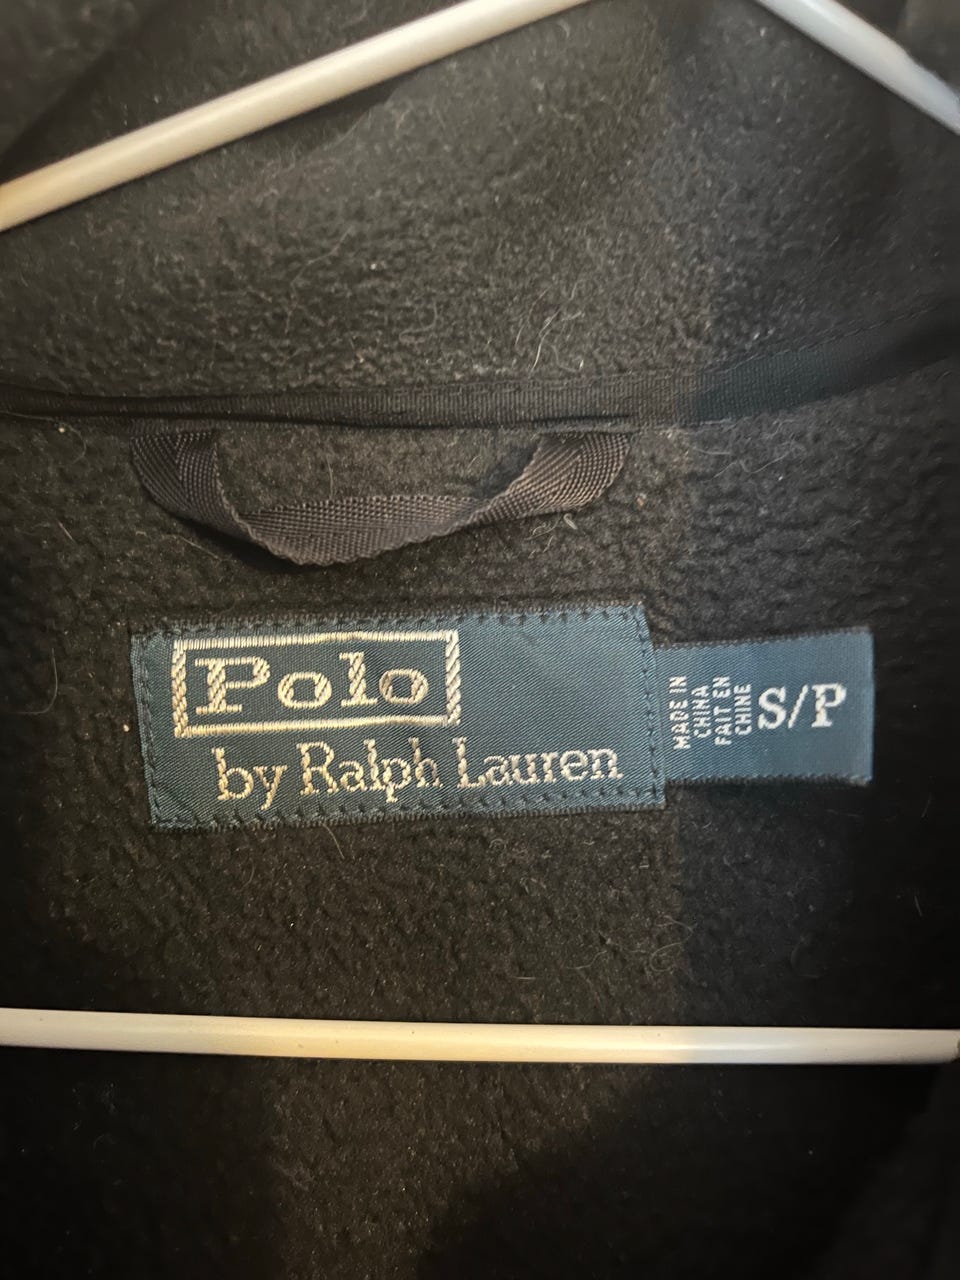 Polo
by Ralph Lauren
MADE IN
CHINA
FAIT EN
CHINE
S/P